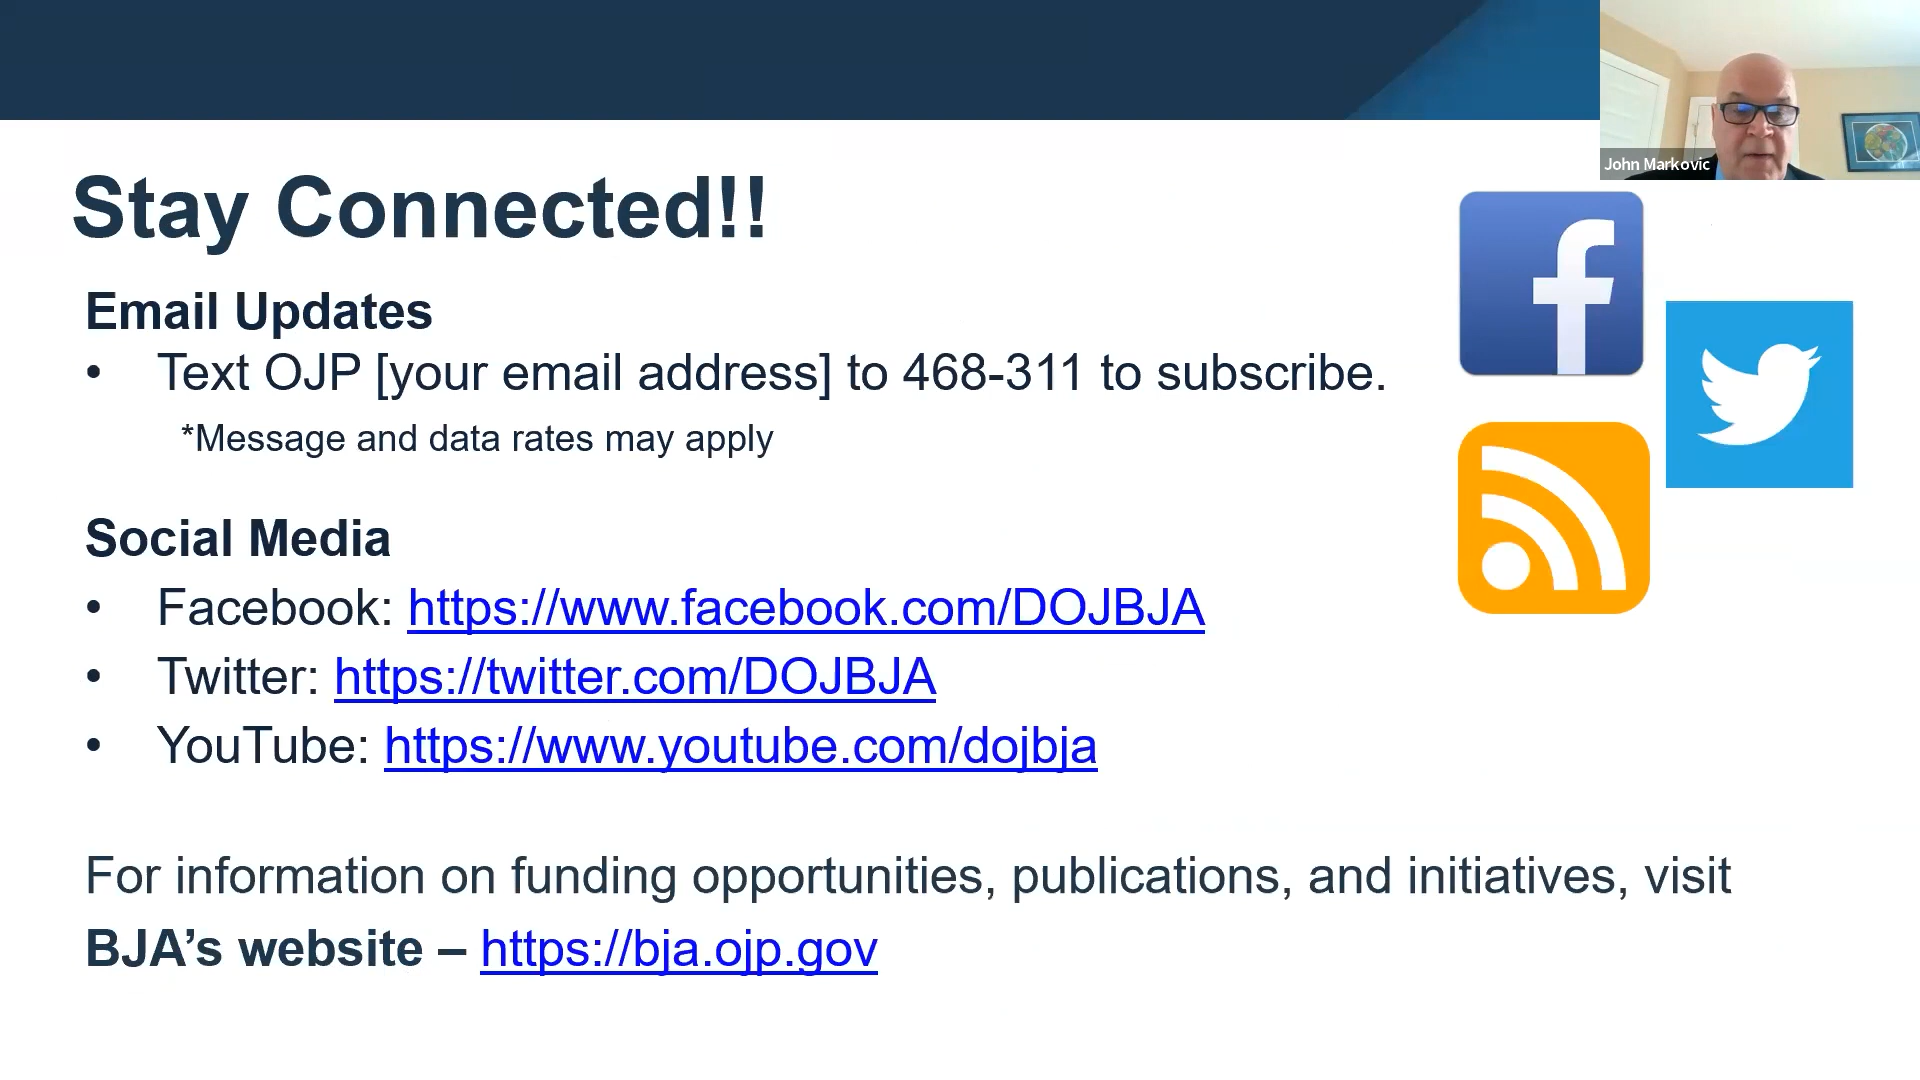 John Markovic
Stay Connected!!
Email Updates
• Text OJP [your email address] to 468-311 to subscribe.
*Message and data rates may apply
Social Media
• Facebook: https://www.facebook.com/DOJBJA
• Twitter: https://twitter.com/DOJBJA
• YouTube: https://www.youtube.com/dojbja
For information on funding opportunities, publications, and initiatives, visit
BJA’s website – https://bja.ojp.gov